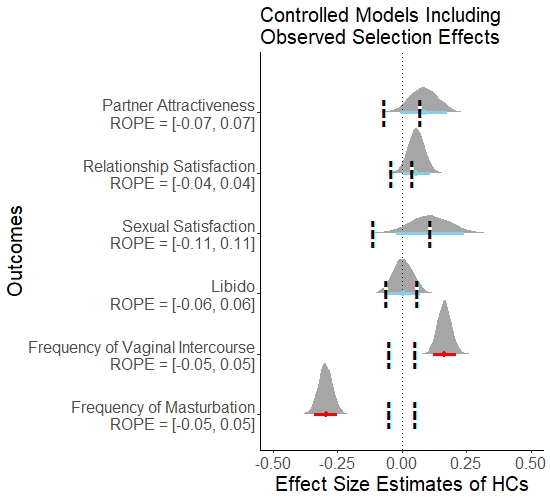 Controlled Models Including
Observed Selection Effects
Outcomes
Partner Attractiveness
ROPE = [-0.07, 0.07]
Relationship Satisfaction
ROPE = [-0.04, 0.04]
Sexual Satisfaction
ROPE = [-0.11, 0.11]
Libido
ROPE = [-0.06, 0.06]
Frequency of Vaginal Intercourse
ROPE = [-0.05, 0.05]
Frequency of Masturbation
ROPE = [-0.05, 0.05]
-0.50 -0.25 0.00 0.25 0.50
Effect Size Estimates of HCs